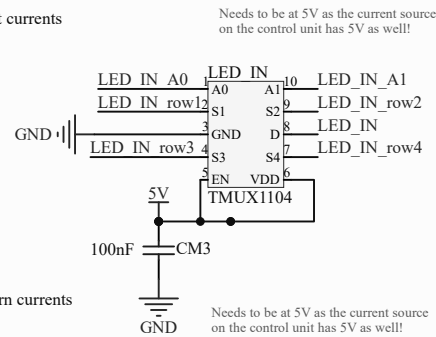 t currents
Needs to be at 5V as the current source
on the control unit has 5V as well!
LED_IN
LED_IN_A0 1 A0 A1 10 LED_IN_A1
LED_IN_row1 2 S1 S2 9 LED_IN_row2
GND 3 GND D 8 LED_IN
LED_IN_row3 4 S3 S4 7 LED_IN_row4
5 EN VDD 6
5V
TMUX1104
100nF CM3
rn currents
GND
Needs to be at 5V as the current source
on the control unit has 5V as well!